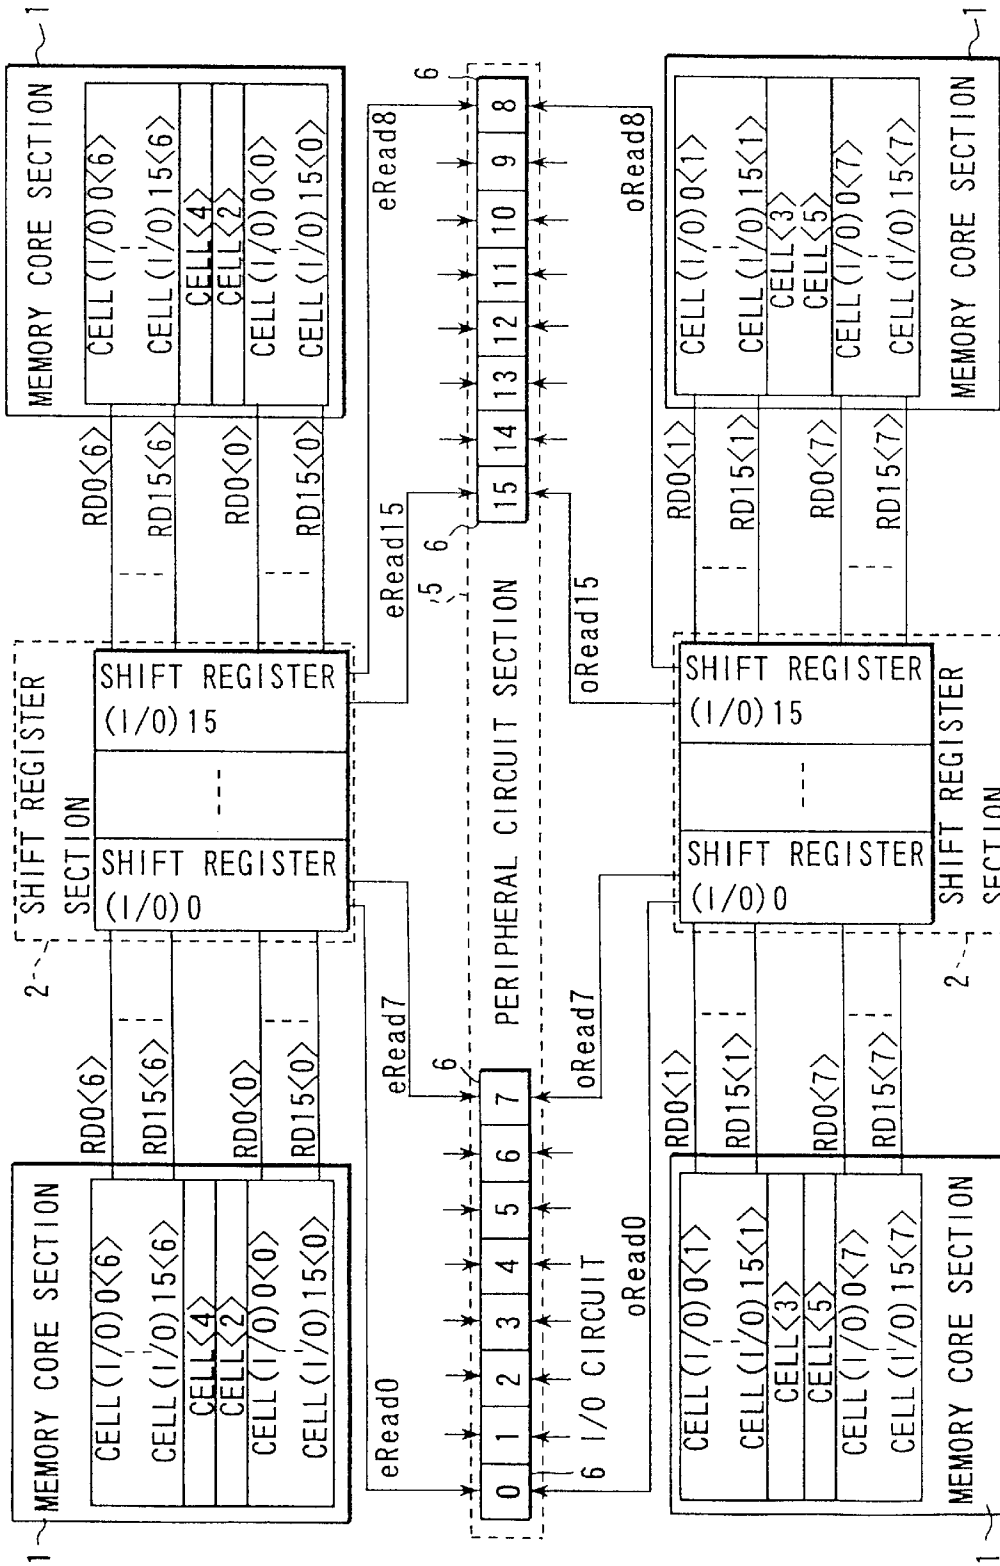 1
MEMORY CORE SECTION
CELL(I/O)0<6>
CELL(I/O)15<6>
CELL<4>
CELL<2>
CELL(I/O)0<0>
CELL(I/O)15<0>
RD0<6>
RD15<6>
RD0<0>
RD15<0>
2
SHIFT REGISTER
SECTION
SHIFT REGISTER
(I/O)0
SHIFT REGISTER
(I/O)15
RD0<6>
RD15<6>
RD0<0>
RD15<0>
1
MEMORY CORE SECTION
CELL(I/O)0<6>
CELL(I/O)15<6>
CELL<4>
CELL<2>
CELL(I/O)0<0>
CELL(I/O)15<0>
eRead0
eRead7
eRead15
eRead8
0 1 2 3 4 5 6 7
6
6
I/O CIRCUIT
PERIPHERAL CIRCUIT SECTION
5
6
6
15 14 13 12 11 10 9 8
oRead0
oRead7
oRead15
oRead8
1
CELL(I/O)0<1>
CELL(I/O)15<1>
CELL<3>
CELL<5>
CELL(I/O)0<7>
CELL(I/O)15<7>
MEMORY CORE SECTION
RD0<1>
RD15<1>
RD0<7>
RD15<7>
SHIFT REGISTER
(I/O)0
SHIFT REGISTER
(I/O)15
2
SHIFT REGISTER
SECTION
RD0<1>
RD15<1>
RD0<7>
RD15<7>
1
CELL(I/O)0<1>
CELL(I/O)15<1>
CELL<3>
CELL<5>
CELL(I/O)0<7>
CELL(I/O)15<7>
MEMORY CORE SECTION